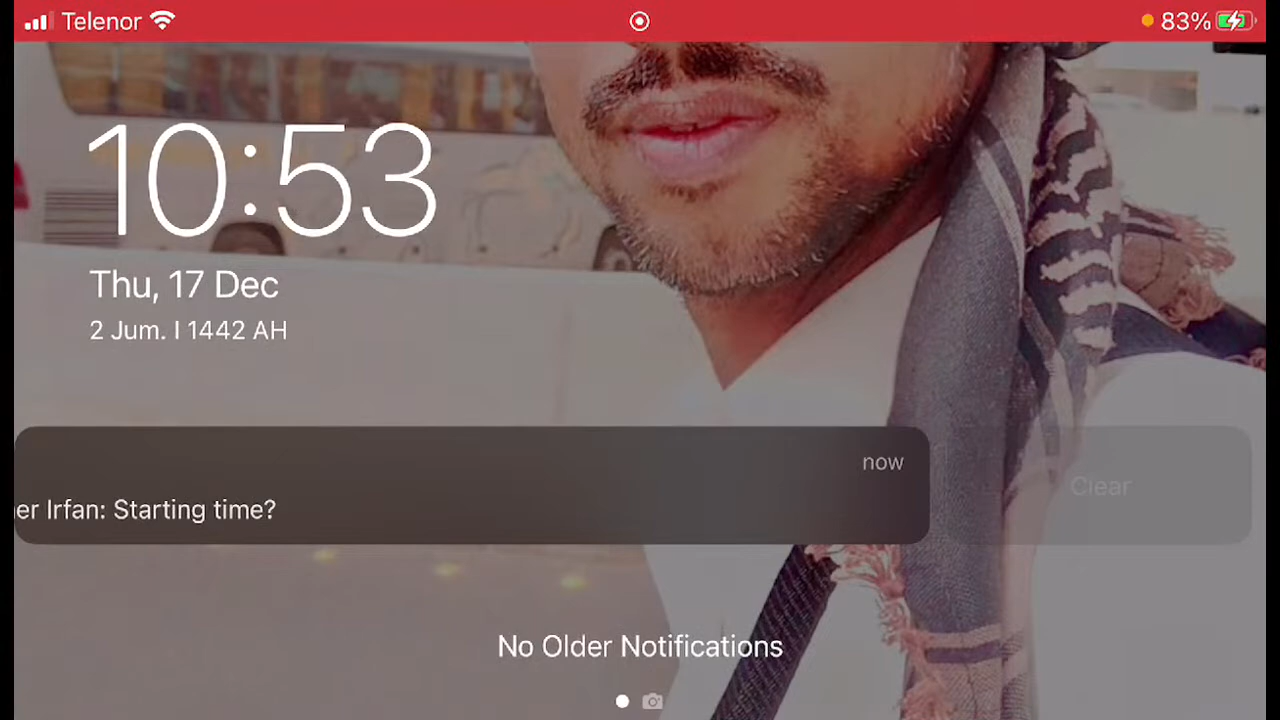 Telenor
83%
10:53
Thu, 17 Dec
2 Jum. I 1442 AH
now
er Irfan: Starting time?
Clear
No Older Notifications